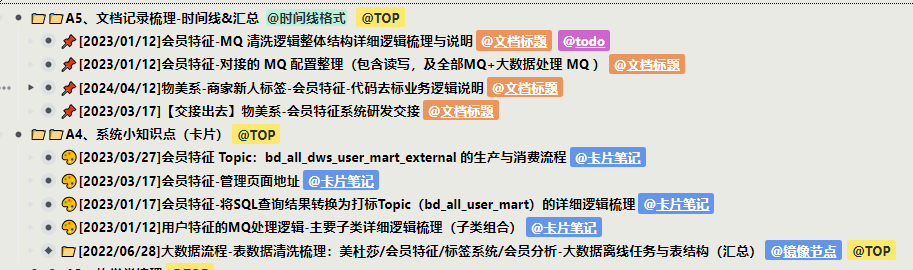 A5、文档记录梳理-时间线&汇总 @时间线格式 @TOP
[2023/01/12]会员特征-MQ 清洗逻辑整体结构详细逻辑梳理与说明 @文档标题 @todo
[2023/01/12]会员特征-对接的 MQ 配置整理（包含读写，及全部MQ+大数据处理 MQ ）@文档标题
[2024/04/12]物美系-商家新人标签-会员特征-代码去标业务逻辑说明 @文档标题
[2023/03/17]【交接出去】物美系-会员特征系统研发交接 @文档标题
A4、系统小知识点（卡片） @TOP
[2023/03/27]会员特征 Topic：bd_all_dws_user_mart_external 的生产与消费流程 @卡片笔记
[2023/03/17]会员特征-管理页面地址 @卡片笔记
[2023/01/17]会员特征-将SQL查询结果转换为打标Topic（bd_all_user_mart）的详细逻辑梳理 @卡片笔记
[2023/01/12]用户特征的MQ处理逻辑-主要子类详细逻辑梳理（子类组合） @卡片笔记
[2022/06/28]大数据流程-表数据清洗梳理：美杜莎/会员特征/标签系统/会员分析-大数据离线任务与表结构（汇总） @镜像节点 @TOP